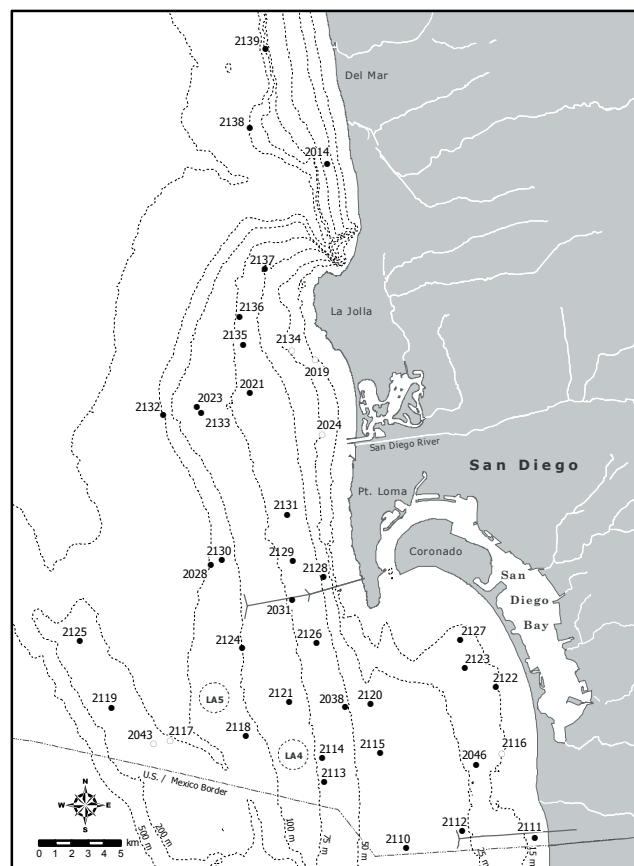 2139
Del Mar
2138
2014
2137
La Jolla
2136
2135
2134
2019
2021
2023
2132
2133
2024
San Diego River
San Diego
Pt. Loma
2131
2130
2129
Coronado
2028
2128
San
Diego
Bay
2031
2125
2124
2126
2127
2123
2122
2119
LA5
2121
2038
2120
2043
2117
2118
2114
2115
2116
LA4
2046
2113
U.S./ Mexico Border
N
W
E
S
0 1 2 3 4 5
km
500 m
200 m
100 m
75 m
50 m
25 m
15 m
2110
2112
2111